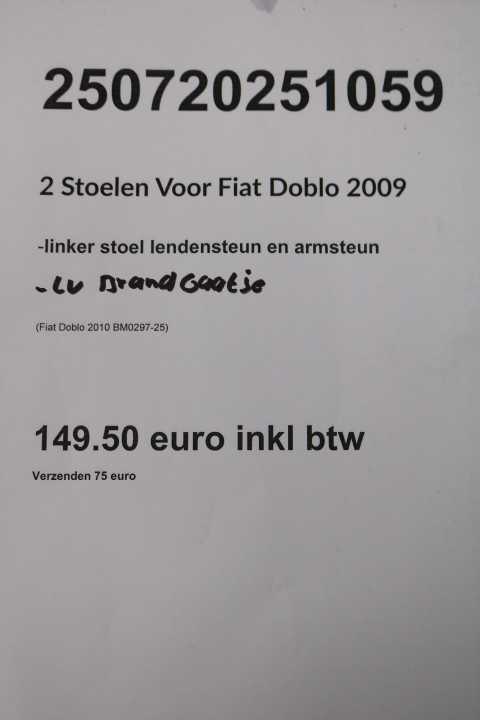 250720251059
2 Stoelen Voor Fiat Doblo 2009
-linker stoel lendensteun en armsteun
- LV BrandGaatje
(Fiat Doblo 2010 BM0297-25)
149.50 euro inkl btw
Verzenden 75 euro